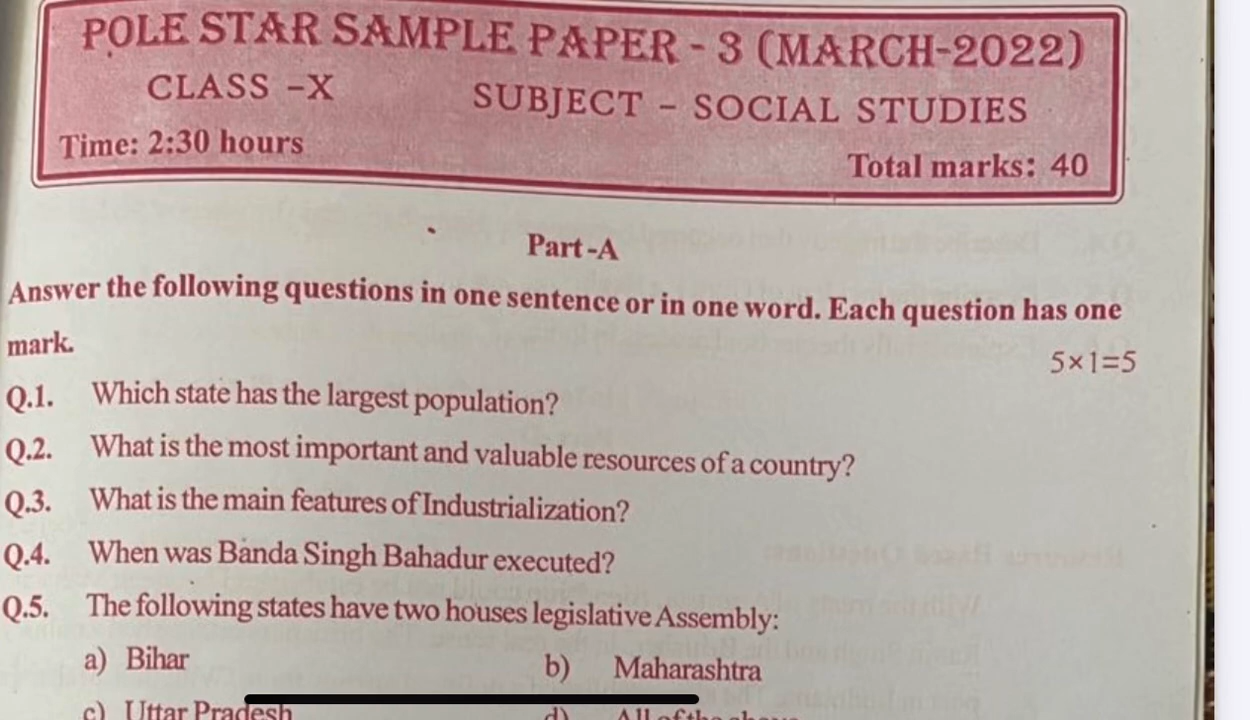 POLE STAR SAMPLE PAPER - 3 (MARCH-2022)
CLASS -X SUBJECT - SOCIAL STUDIES
Time: 2:30 hours Total marks: 40
Part -A
Answer the following questions in one sentence or in one word. Each question has one
mark. 5×1=5
Q.1. Which state has the largest population?
Q.2. What is the most important and valuable resources of a country?
Q.3. What is the main features of Industrialization?
Q.4. When was Banda Singh Bahadur executed?
Q.5. The following states have two houses legislative Assembly:
a) Bihar b) Maharashtra
c) Uttar Pradesh d) All of the above